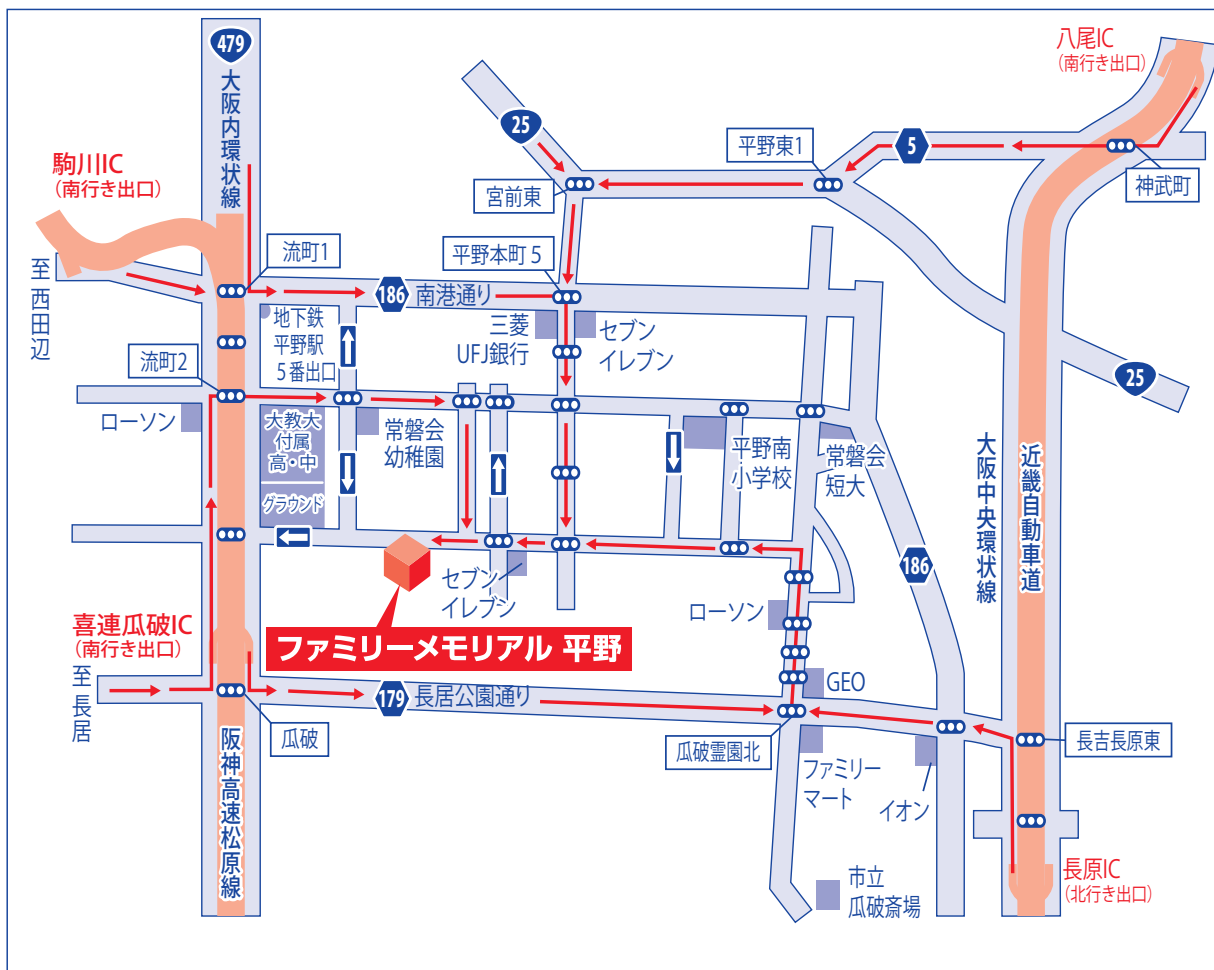 479
大阪内環状線
八尾IC
(南行き出口)
25
平野東1
5
駒川IC
(南行き出口)
宮前東
神武町
流町1
平野本町5
至 西田辺
186
南港通り
地下鉄
平野駅
5番出口
三菱
UFJ銀行
セブン
イレブン
流町2
25
ローソン
大教大
付属
高・中
グラウンド
常磐会
幼稚園
平野南
小学校
常磐会
短大
大阪中央環状線
近畿自動車道
186
セブン
イレブン
ローソン
喜連瓜破IC
(南行き出口)
ファミリーメモリアル 平野
至 長居
179
長居公園通り
GEO
瓜破
瓜破霊園北
長吉長原東
阪神高速松原線
ファミリー
マート
イオン
長原IC
(北行き出口)
市立
瓜破斎場